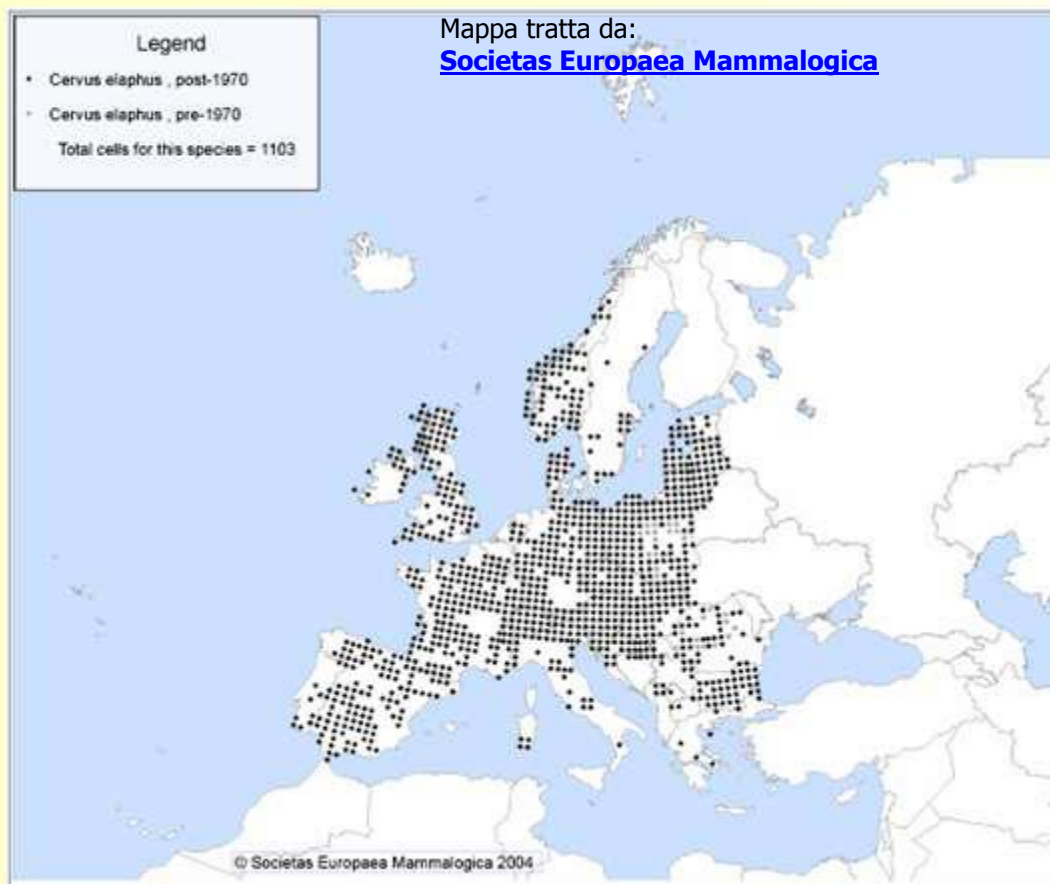 Mappa tratta da:
Societas Europaea Mammalogica
Legend
Cervus elaphus , post-1970
Cervus elaphus , pre-1970
Total cells for this species = 1103
© Societas Europaea Mammalogica 2004